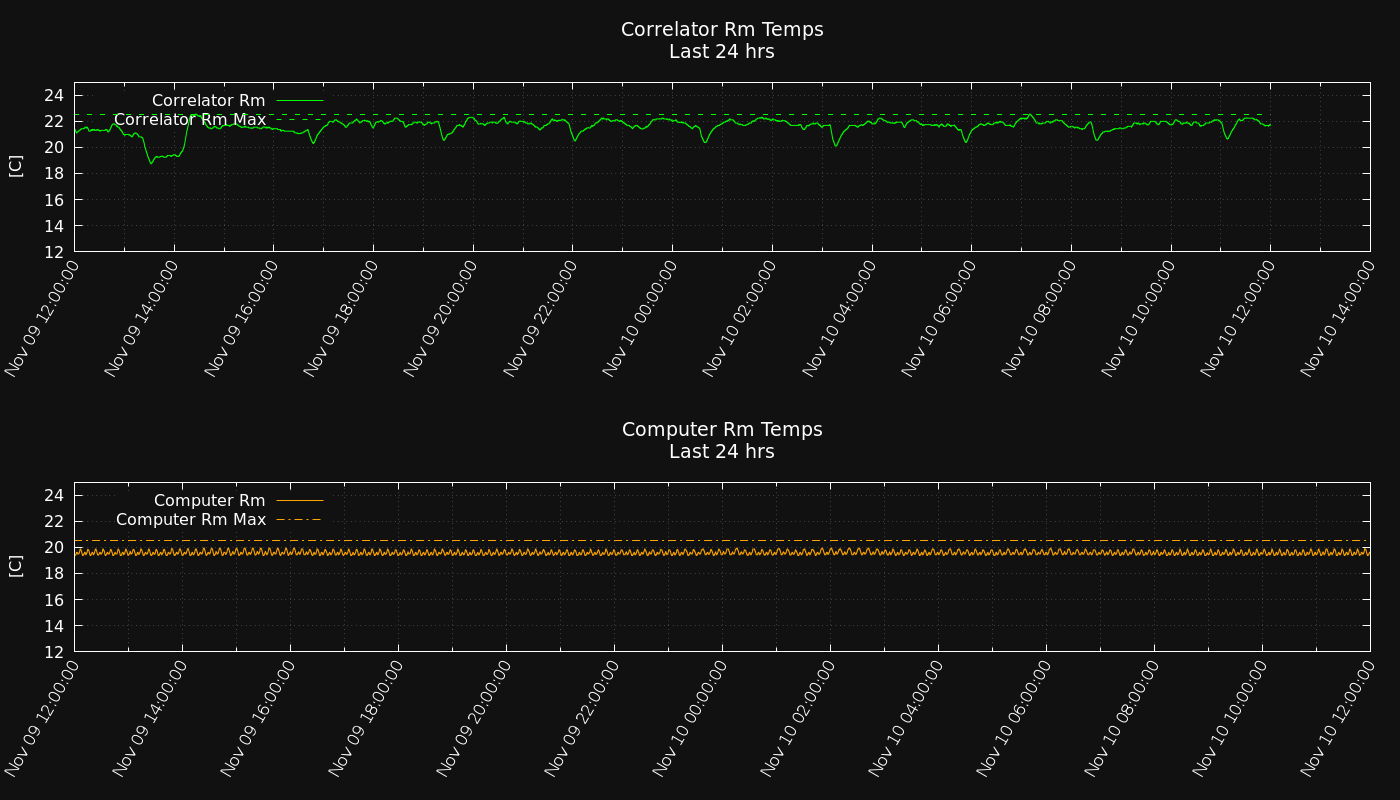 Correlator Rm Temps
Last 24 hrs
24
22
20
18
16
14
12
[C]
Correlator Rm
Correlator Rm Max
Nov 09 12:00:00
Nov 09 14:00:00
Nov 09 16:00:00
Nov 09 18:00:00
Nov 09 20:00:00
Nov 09 22:00:00
Nov 10 00:00:00
Nov 10 02:00:00
Nov 10 04:00:00
Nov 10 06:00:00
Nov 10 08:00:00
Nov 10 10:00:00
Nov 10 12:00:00
Nov 10 14:00:00
Computer Rm Temps
Last 24 hrs
24
22
20
18
16
14
12
[C]
Computer Rm
Computer Rm Max
Nov 09 12:00:00
Nov 09 14:00:00
Nov 09 16:00:00
Nov 09 18:00:00
Nov 09 20:00:00
Nov 09 22:00:00
Nov 10 00:00:00
Nov 10 02:00:00
Nov 10 04:00:00
Nov 10 06:00:00
Nov 10 08:00:00
Nov 10 10:00:00
Nov 10 12:00:00